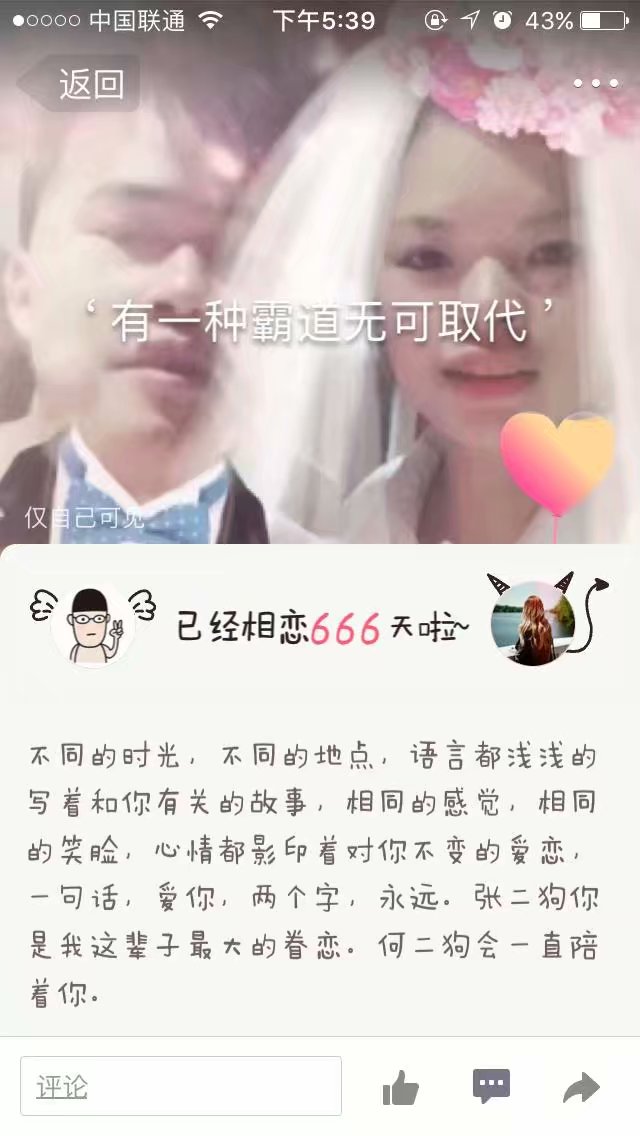 中国联通 下午5:39 43%
返回
‘有一种霸道无可取代’
仅自己可见
已经相恋666天啦~
不同的时光，不同的地点，语言都浅浅的
写着和你有关的故事，相同的感觉，相同
的笑脸，心情都影印着对你不变的爱恋，
一句话，爱你，两个字，永远。张二狗你
是我这辈子最大的眷恋。何二狗会一直陪
着你。
评论